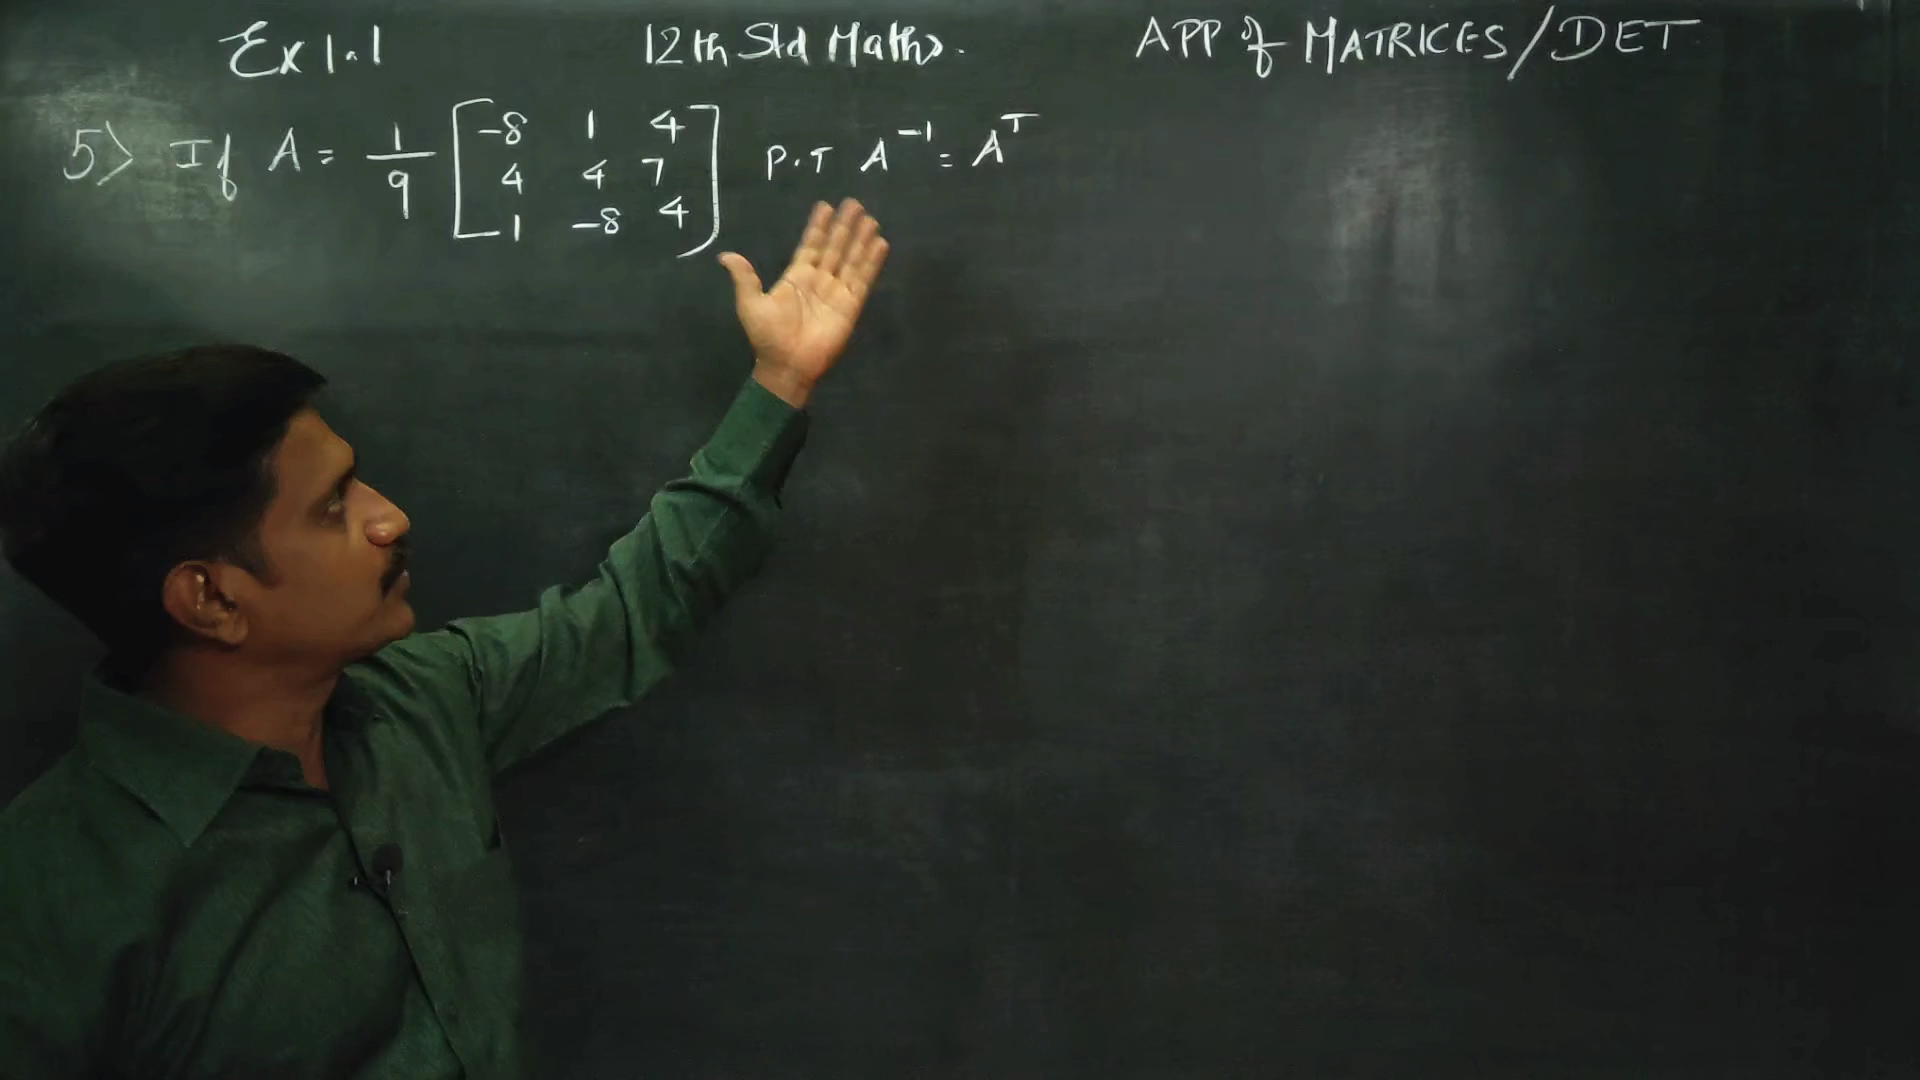 Ex 1.1 12th Std Maths. APP of MATRICES/DET
5) If A = 1/9 [-8 1 4 P.T A^-1 = A^T
4 4 7
1 -8 4]